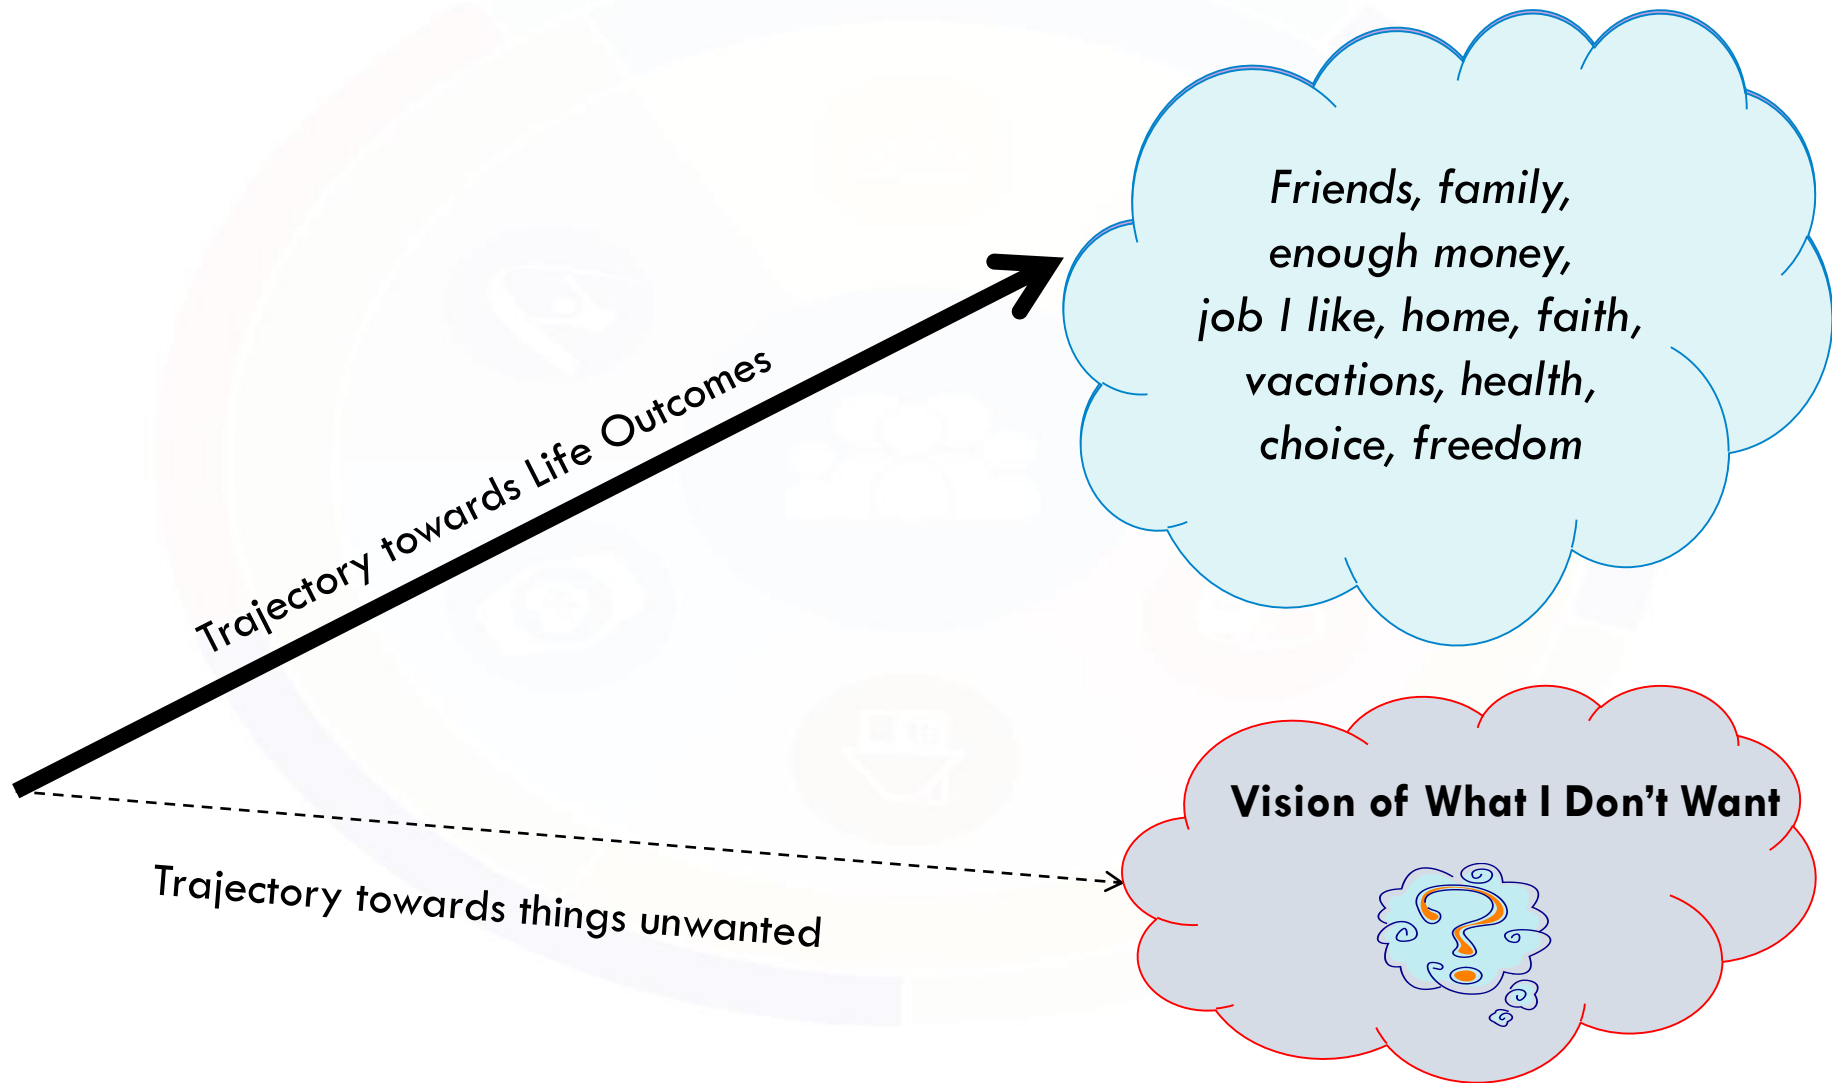 Friends, family,
enough money,
job I like, home, faith,
vacations, health,
choice, freedom
Trajectory towards Life Outcomes
Vision of What I Don’t Want
Trajectory towards things unwanted
?